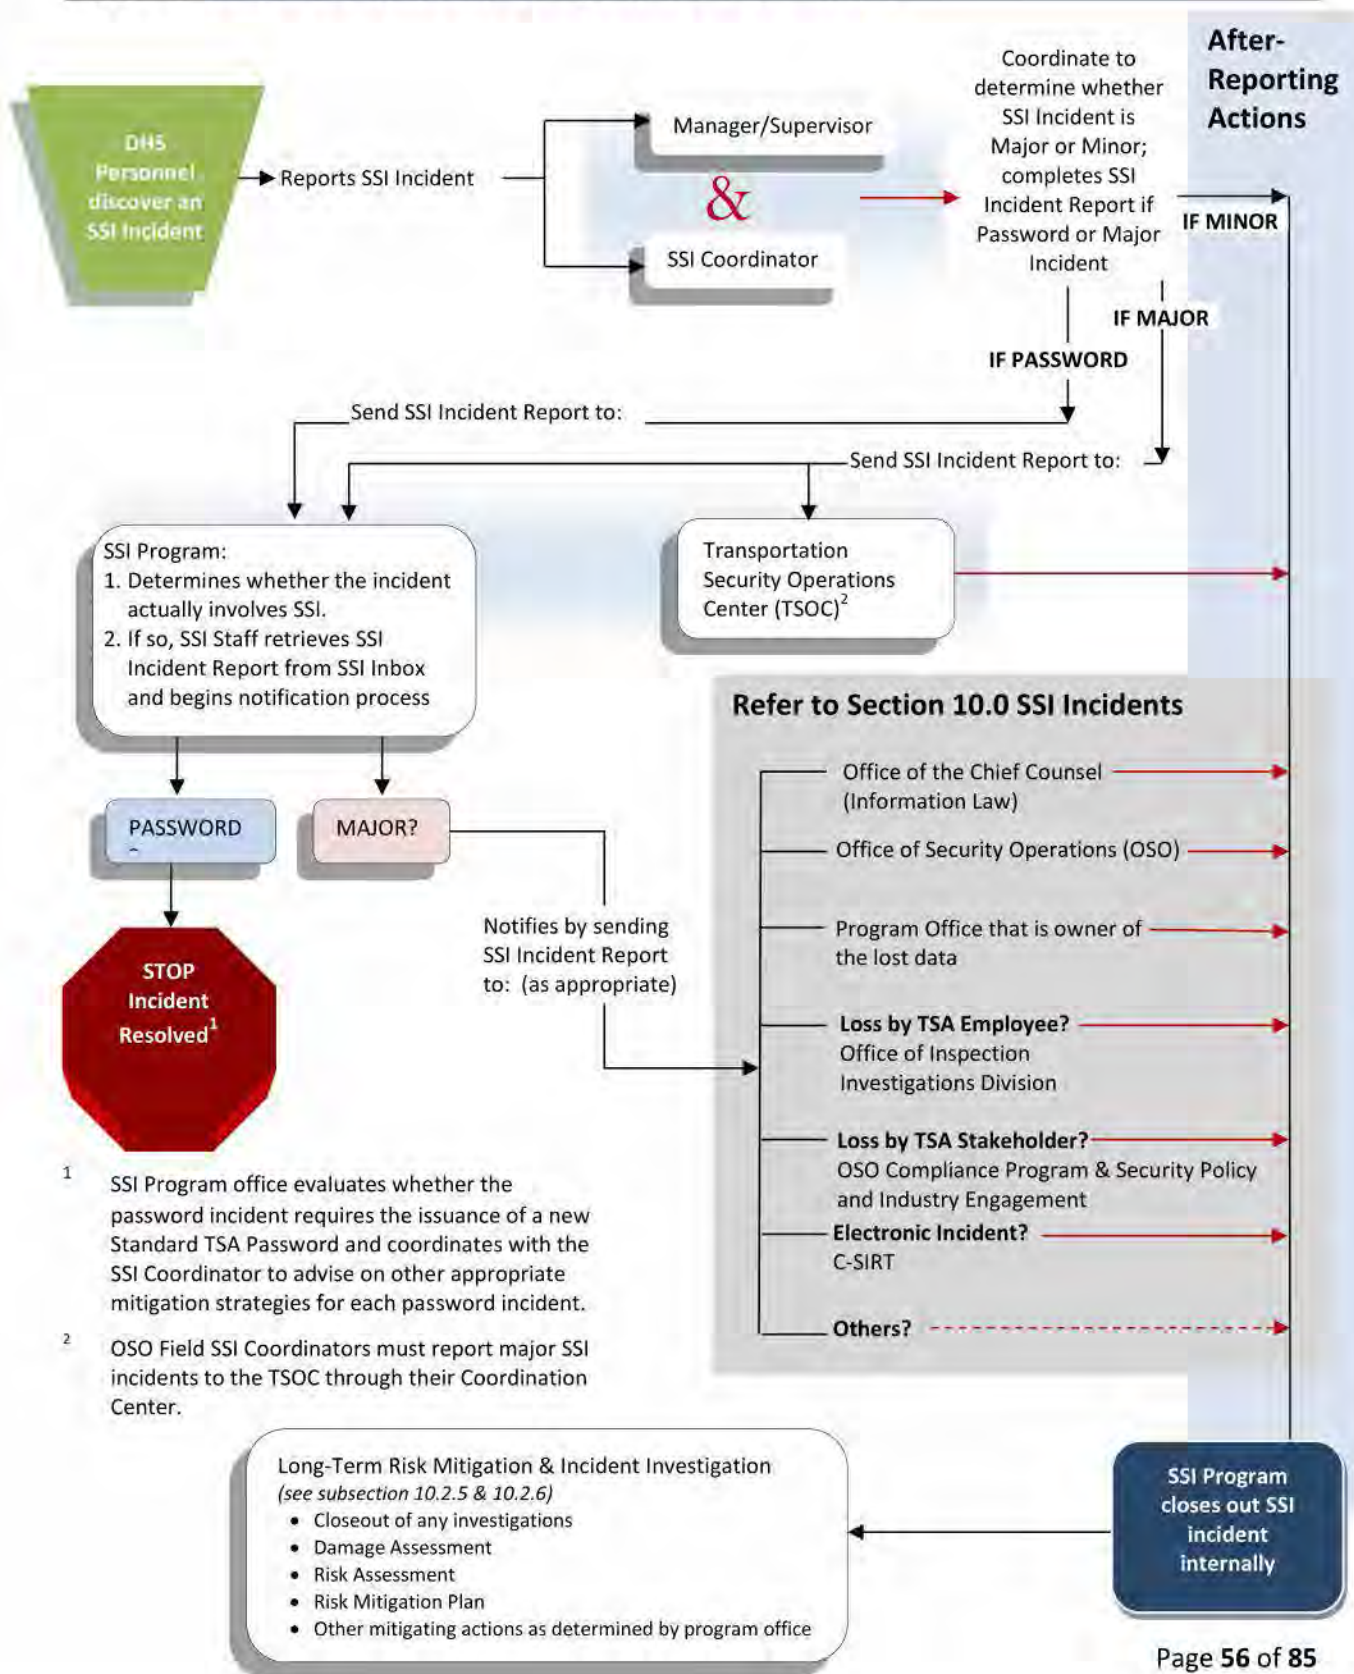 After-
Reporting
Actions
DHS
Personnel
discover an
SSI Incident
Reports SSI Incident
Manager/Supervisor
&
SSI Coordinator
Coordinate to
determine whether
SSI Incident is
Major or Minor;
completes SSI
Incident Report if
Password or Major
Incident
IF MINOR
IF MAJOR
IF PASSWORD
Send SSI Incident Report to:
Send SSI Incident Report to:
SSI Program:
1. Determines whether the incident
actually involves SSI.
2. If so, SSI Staff retrieves SSI
Incident Report from SSI Inbox
and begins notification process
Transportation
Security Operations
Center (TSOC)2
Refer to Section 10.0 SSI Incidents
PASSWORD
MAJOR?
Notifies by sending
SSI Incident Report
to: (as appropriate)
Office of the Chief Counsel
(Information Law)
Office of Security Operations (OSO)
Program Office that is owner of
the lost data
Loss by TSA Employee?
Office of Inspection
Investigations Division
Loss by TSA Stakeholder?
OSO Compliance Program & Security Policy
and Industry Engagement
Electronic Incident?
C-SIRT
Others?
STOP
Incident
Resolved1
1 SSI Program office evaluates whether the
password incident requires the issuance of a new
Standard TSA Password and coordinates with the
SSI Coordinator to advise on other appropriate
mitigation strategies for each password incident.
2 OSO Field SSI Coordinators must report major SSI
incidents to the TSOC through their Coordination
Center.
Long-Term Risk Mitigation & Incident Investigation
(see subsection 10.2.5 & 10.2.6)
• Closeout of any investigations
• Damage Assessment
• Risk Assessment
• Risk Mitigation Plan
• Other mitigating actions as determined by program office
SSI Program
closes out SSI
incident
internally
Page 56 of 85